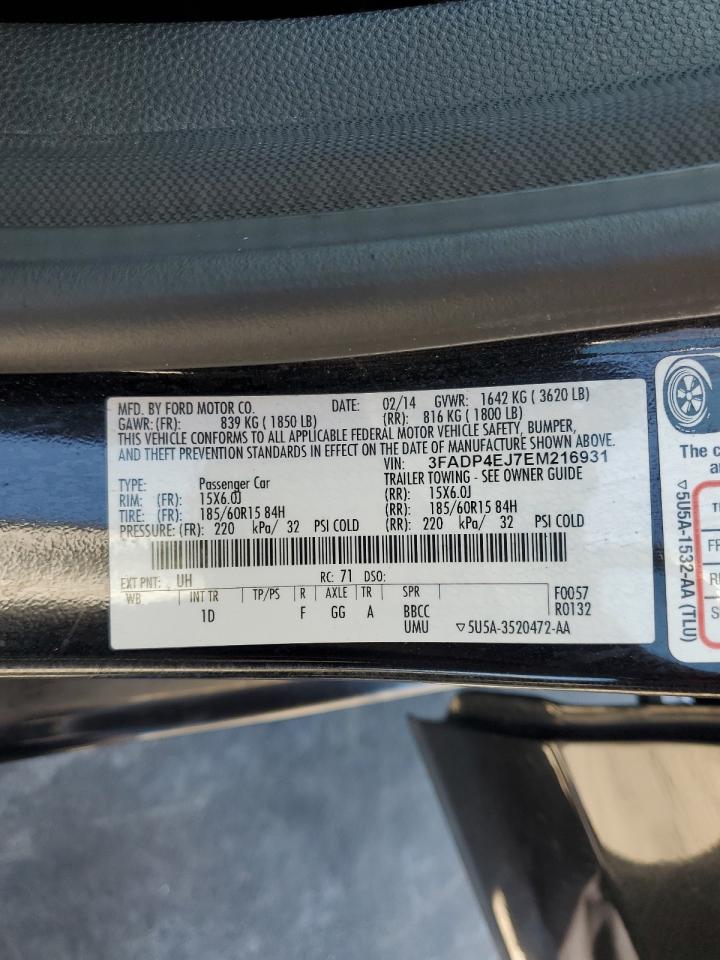 MFD. BY FORD MOTOR CO. DATE: 02/14 GVWR: 1642 KG ( 3620 LB)
GAWR: (FR): 839 KG ( 1850 LB) (RR): 816 KG ( 1800 LB)
THIS VEHICLE CONFORMS TO ALL APPLICABLE FEDERAL MOTOR VEHICLE SAFETY, BUMPER,
AND THEFT PREVENTION STANDARDS IN EFFECT ON THE DATE OF MANUFACTURE SHOWN ABOVE.
VIN: 3FADP4EJ7EM216931
TYPE: Passenger Car TRAILER TOWING - SEE OWNER GUIDE
RIM: (FR): 15X6.0J (RR): 15X6.0J
TIRE: (FR): 185/60R15 84H (RR): 185/60R15 84H
PRESSURE: (FR): 220 kPa/ 32 PSI COLD (RR): 220 kPa/ 32 PSI COLD
EXT PNT: UH RC: 71 DSO:
WB INT TR TP/PS R AXLE TR SPR F0057
1D F GG A BBCC R0132
UMU ▽5U5A-3520472-AA
The c
▽5U5A-1532-AA (TLU)
TI
FR
R
S